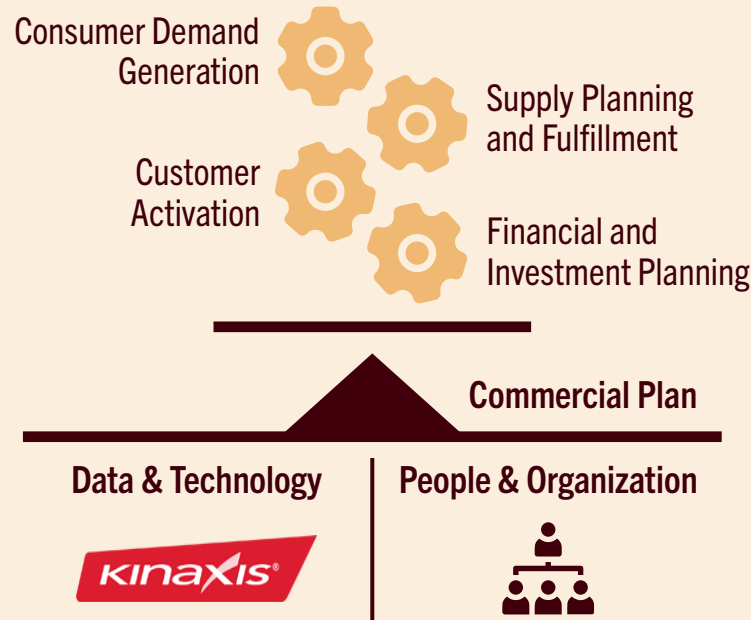 Consumer Demand
Generation
Supply Planning
and Fulfillment
Customer
Activation
Financial and
Investment Planning
Commercial Plan
Data & Technology
People & Organization
KINAXIS®